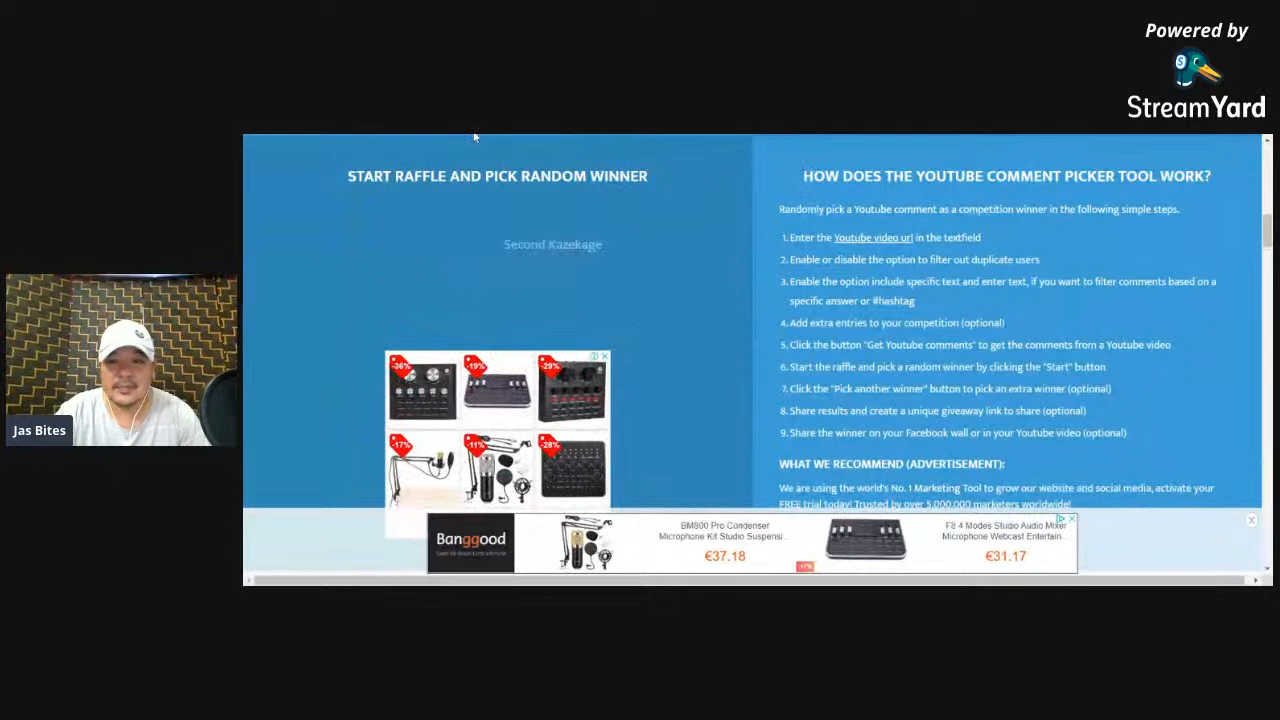 Powered by
StreamYard
START RAFFLE AND PICK RANDOM WINNER
Second Kazekage
-36%
-19%
-29%
-17%
-11%
-28%
HOW DOES THE YOUTUBE COMMENT PICKER TOOL WORK?
Randomly pick a Youtube comment as a competition winner in the following simple steps.
1. Enter the Youtube video url in the textfield
2. Enable or disable the option to filter out duplicate users
3. Enable the option include specific text and enter text, if you want to filter comments based on a
specific answer or #hashtag
4. Add extra entries to your competition (optional)
5. Click the button "Get Youtube comments" to get the comments from a Youtube video
6. Start the raffle and pick a random winner by clicking the "Start" button
7. Click the "Pick another winner" button to pick an extra winner (optional)
8. Share results and create a unique giveaway link to share (optional)
9. Share the winner on your Facebook wall or in your Youtube video (optional)
WHAT WE RECOMMEND (ADVERTISEMENT):
We are using the world's No. 1 Marketing Tool to grow our website and social media, activate your
FREE trial today! Trusted by over 5,000,000 marketers worldwide!
Jas Bites
Banggood
BM800 Pro Condenser
Microphone Kit Studio Suspensi...
€37.18
F8 4 Modes Studio Audio Mixer
Microphone Webcast Entertain...
€31.17